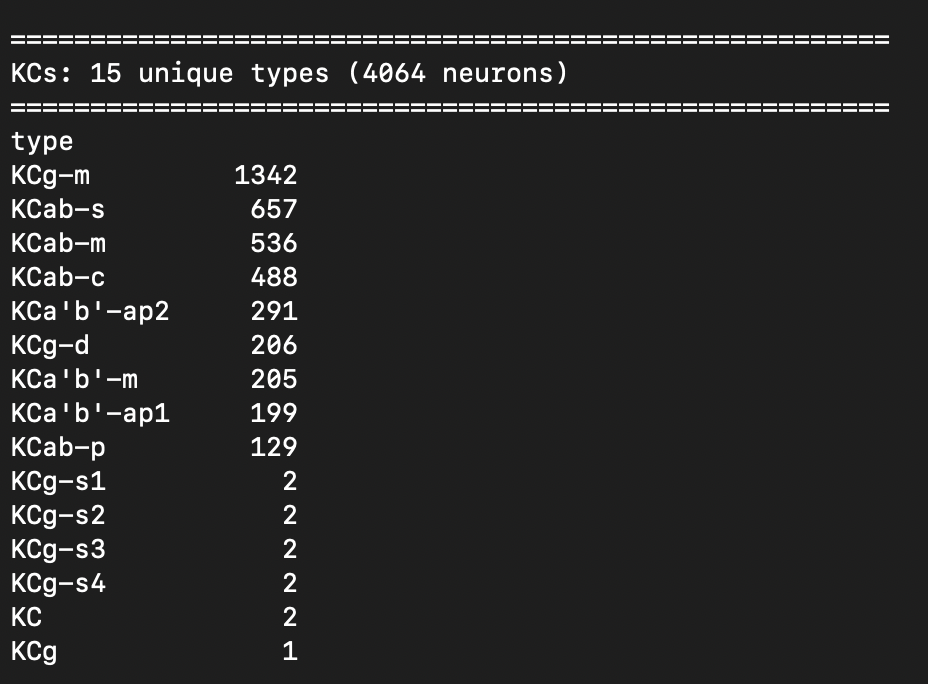 =======================================================
KCs: 15 unique types (4064 neurons)
=======================================================
type
KCg-m         1342
KCab-s         657
KCab-m         536
KCab-c         488
KCa'b'-ap2     291
KCg-d          206
KCa'b'-m       205
KCa'b'-ap1     199
KCab-p         129
KCg-s1           2
KCg-s2           2
KCg-s3           2
KCg-s4           2
KC               2
KCg              1